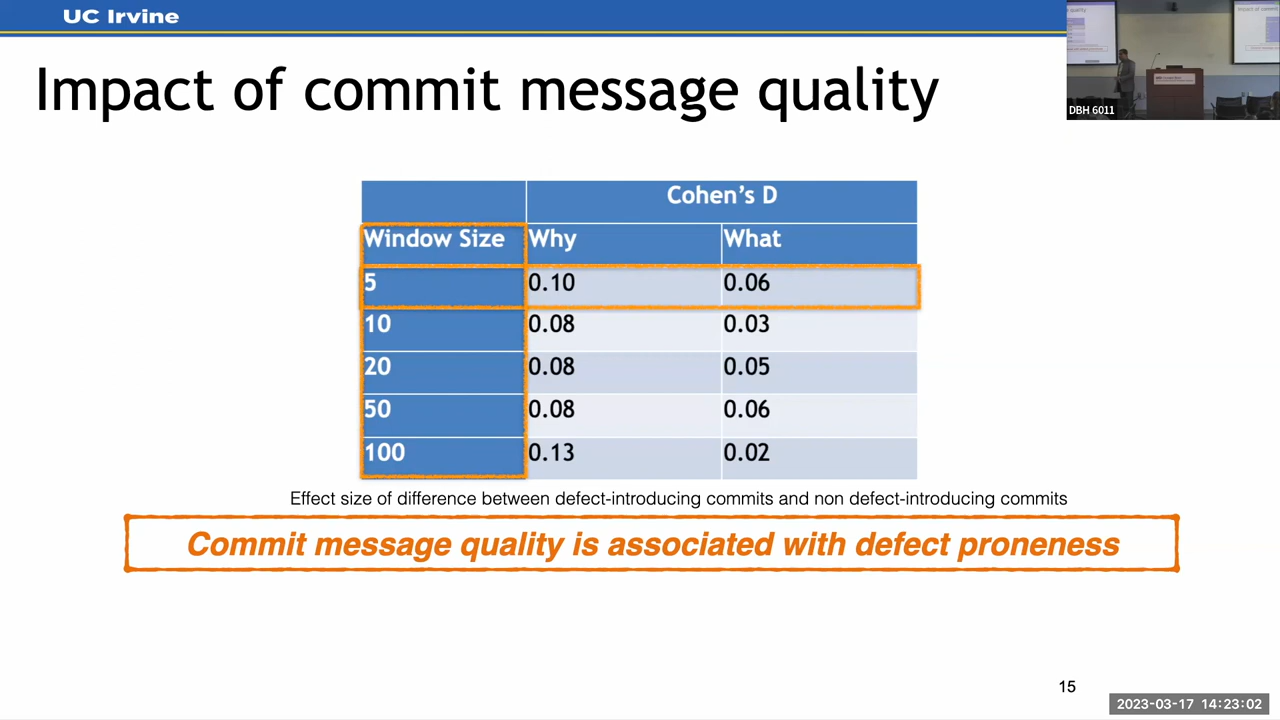 UC Irvine
Impact of commit message quality
DBH 6011
Cohen's D
Window Size Why What
5 0.10 0.06
10 0.08 0.03
20 0.08 0.05
50 0.08 0.06
100 0.13 0.02
Effect size of difference between defect-introducing commits and non defect-introducing commits
Commit message quality is associated with defect proneness
15
2023-03-17 14:23:02